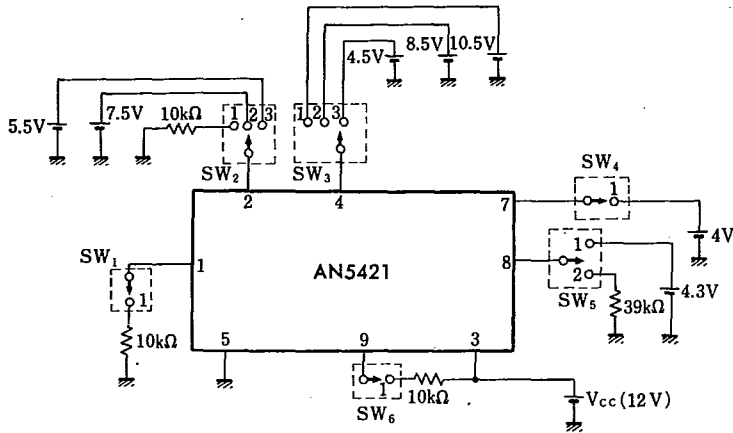 8.5V 10.5V
4.5V
7.5V
5.5V
10kΩ
1 2 3
1 2 3
SW2
SW3
SW4
1
2
4
7
4V
SW1
1
1
AN5421
8
1
2
SW5
4.3V
39kΩ
10kΩ
5
9
3
1
SW6
10kΩ
Vcc (12V)